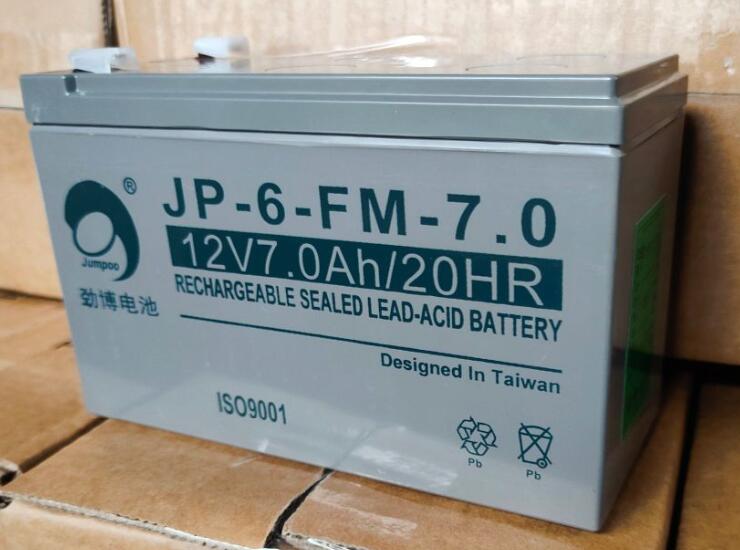 ®
Jumpoo
劲博电池
JP-6-FM-7.0
12V7.0Ah/20HR
RECHARGEABLE SEALED LEAD-ACID BATTERY
Designed In Taiwan
ISO9001
Pb
Pb